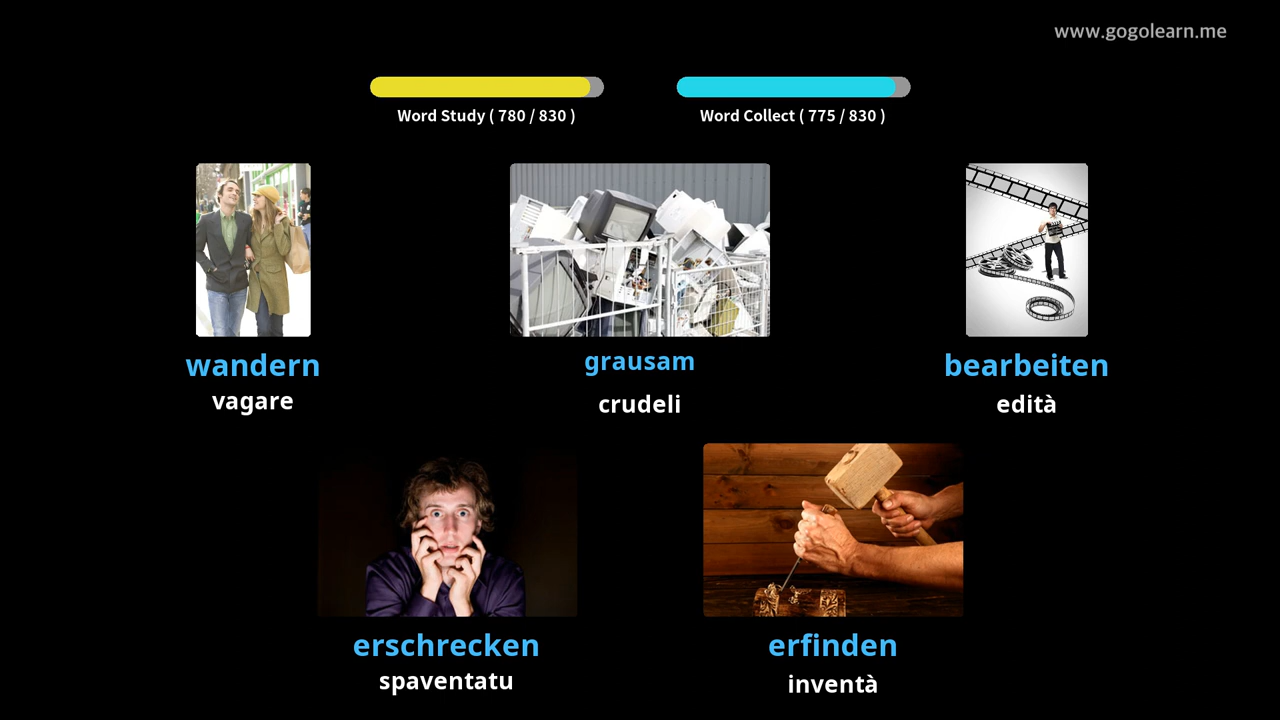 www.gogolearn.me
Word Study ( 780 / 830 )
Word Collect ( 775 / 830 )
wandern
vagare
grausam
crudeli
bearbeiten
edità
erschrecken
spaventatu
erfinden
inventà